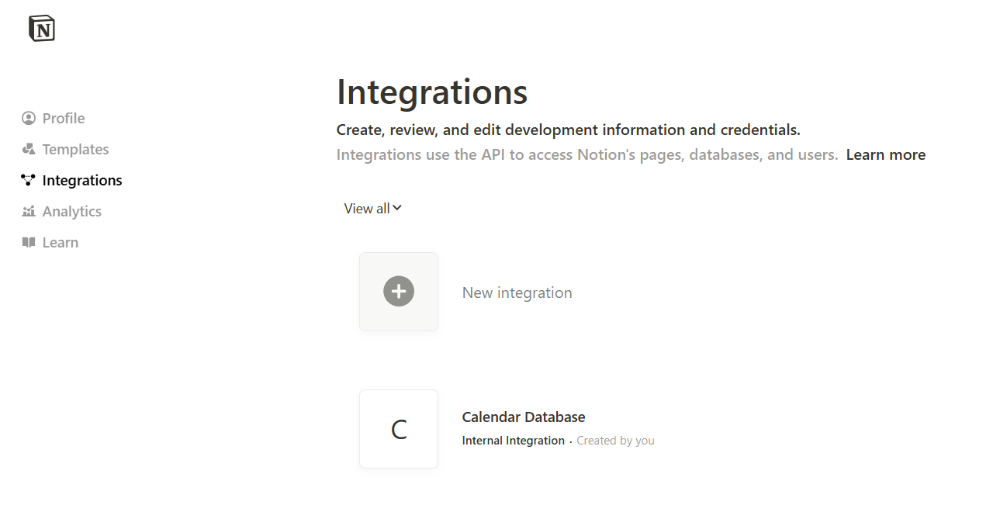 N
Profile
Templates
Integrations
Analytics
Learn
Integrations
Create, review, and edit development information and credentials.
Integrations use the API to access Notion's pages, databases, and users. Learn more
View all
New integration
C
Calendar Database
Internal Integration · Created by you